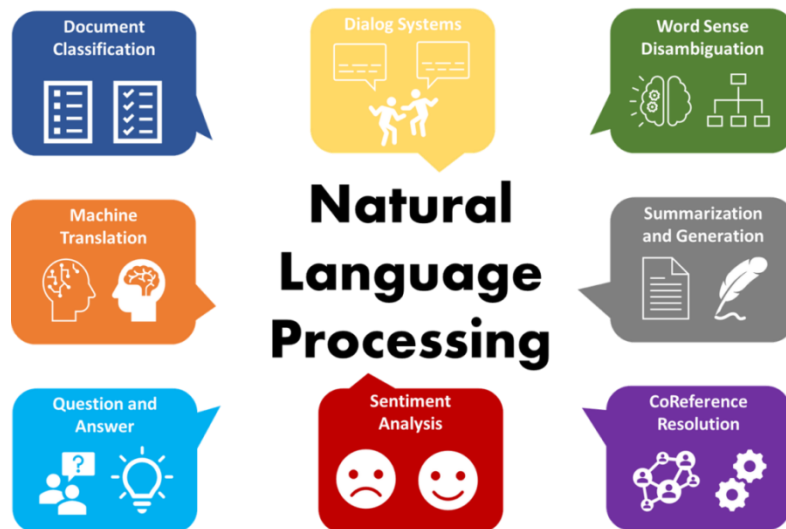 Document
Classification
Dialog Systems
Word Sense
Disambiguation
Machine
Translation
Natural
Language
Processing
Summarization
and Generation
Question and
Answer
?
Sentiment
Analysis
CoReference
Resolution